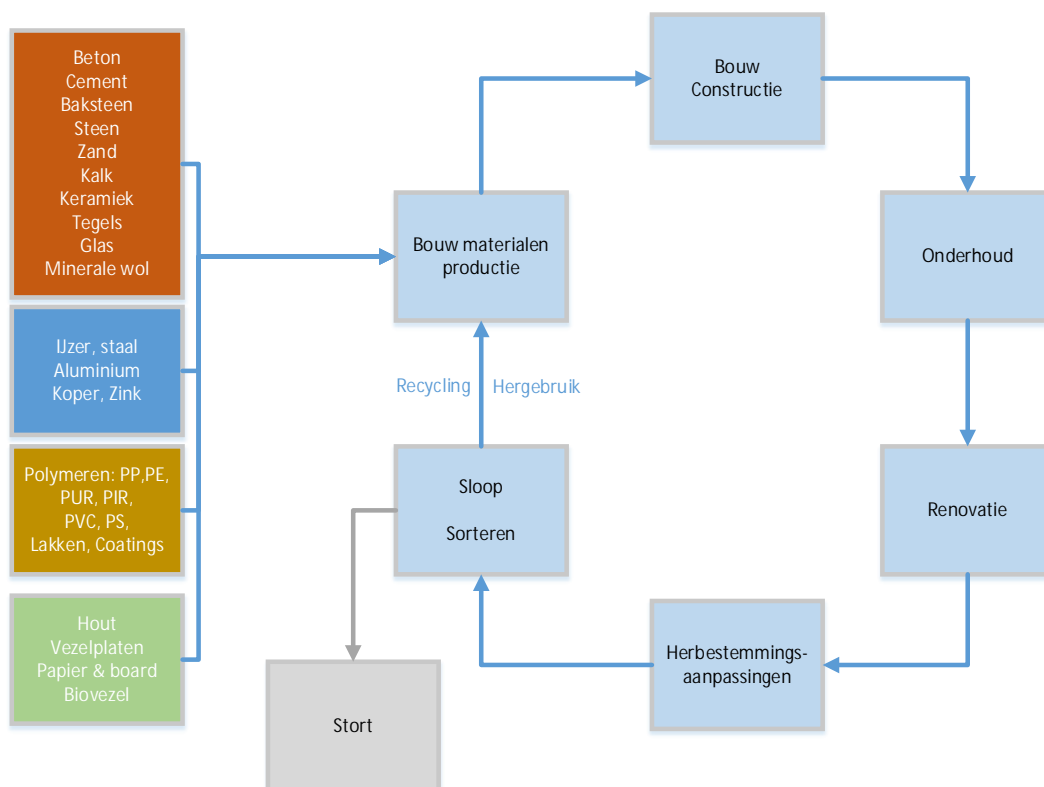 Beton
Cement
Baksteen
Steen
Zand
Kalk
Keramiek
Tegels
Glas
Minerale wol
IJzer, staal
Aluminium
Koper, Zink
Polymeren: PP,PE,
PUR, PIR,
PVC, PS,
Lakken, Coatings
Hout
Vezelplaten
Papier & board
Biovezel
Bouw materialen
productie
Bouw
Constructie
Onderhoud
Renovatie
Herbestemmings-
aanpassingen
Sloop
Sorteren
Recycling
Hergebruik
Stort